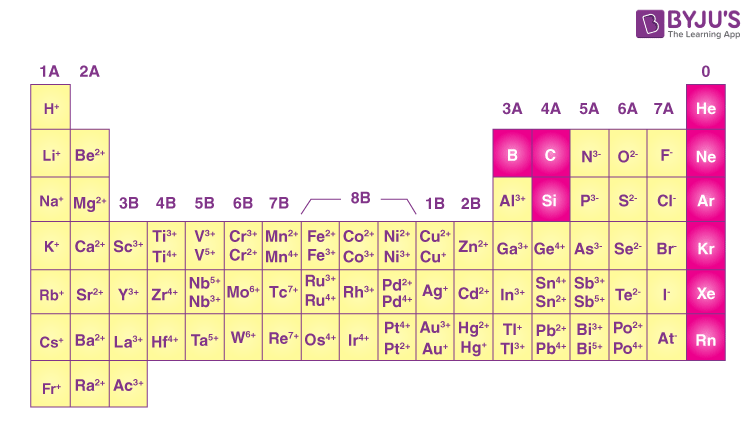 BYJU'S
The Learning App
1A 2A 0
H⁺ 3A 4A 5A 6A 7A He
Li⁺ Be²⁺ B C N³⁻ O²⁻ F⁻ Ne
Na⁺ Mg²⁺ 3B 4B 5B 6B 7B 8B 1B 2B Al³⁺ Si P³⁻ S²⁻ Cl⁻ Ar
K⁺ Ca²⁺ Sc³⁺ Ti³⁺ Ti⁴⁺ V³⁺ V⁵⁺ Cr³⁺ Cr²⁺ Mn²⁺ Mn⁴⁺ Fe²⁺ Fe³⁺ Co²⁺ Co³⁺ Ni²⁺ Ni³⁺ Cu²⁺ Cu⁺ Zn²⁺ Ga³⁺ Ge⁴⁺ As³⁻ Se²⁻ Br⁻ Kr
Rb⁺ Sr²⁺ Y³⁺ Zr⁴⁺ Nb⁵⁺ Nb³⁺ Mo⁶⁺ Tc⁷⁺ Ru³⁺ Ru⁴⁺ Rh³⁺ Pd²⁺ Pd⁴⁺ Ag⁺ Cd²⁺ In³⁺ Sn⁴⁺ Sn²⁺ Sb³⁺ Sb⁵⁺ Te²⁻ I⁻ Xe
Cs⁺ Ba²⁺ La³⁺ Hf⁴⁺ Ta⁵⁺ W⁶⁺ Re⁷⁺ Os⁴⁺ Ir⁴⁺ Pt⁴⁺ Pt²⁺ Au³⁺ Au⁺ Hg²⁺ Hg⁺ Tl⁺ Tl³⁺ Pb²⁺ Pb⁴⁺ Bi³⁺ Bi⁵⁺ Po²⁺ Po⁴⁺ At⁻ Rn
Fr⁺ Ra²⁺ Ac³⁺